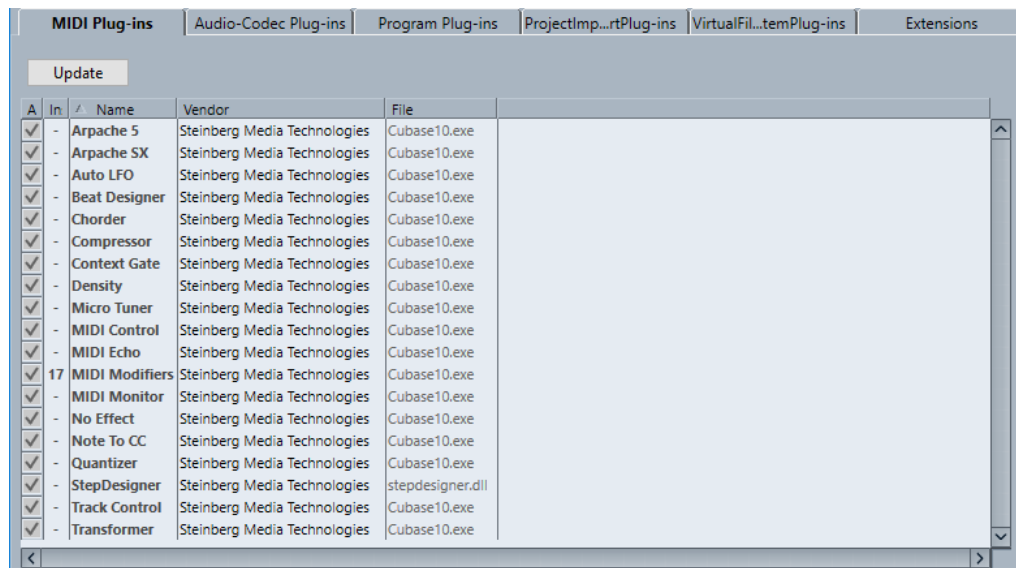 MIDI Plug-ins Audio-Codec Plug-ins Program Plug-ins ProjectImp...rtPlug-ins VirtualFil...temPlug-ins Extensions
Update
A In Name Vendor File
- Arpache 5 Steinberg Media Technologies Cubase10.exe
- Arpache SX Steinberg Media Technologies Cubase10.exe
- Auto LFO Steinberg Media Technologies Cubase10.exe
- Beat Designer Steinberg Media Technologies Cubase10.exe
- Chorder Steinberg Media Technologies Cubase10.exe
- Compressor Steinberg Media Technologies Cubase10.exe
- Context Gate Steinberg Media Technologies Cubase10.exe
- Density Steinberg Media Technologies Cubase10.exe
- Micro Tuner Steinberg Media Technologies Cubase10.exe
- MIDI Control Steinberg Media Technologies Cubase10.exe
- MIDI Echo Steinberg Media Technologies Cubase10.exe
17 MIDI Modifiers Steinberg Media Technologies Cubase10.exe
- MIDI Monitor Steinberg Media Technologies Cubase10.exe
- No Effect Steinberg Media Technologies Cubase10.exe
- Note To CC Steinberg Media Technologies Cubase10.exe
- Quantizer Steinberg Media Technologies Cubase10.exe
- StepDesigner Steinberg Media Technologies stepdesigner.dll
- Track Control Steinberg Media Technologies Cubase10.exe
- Transformer Steinberg Media Technologies Cubase10.exe